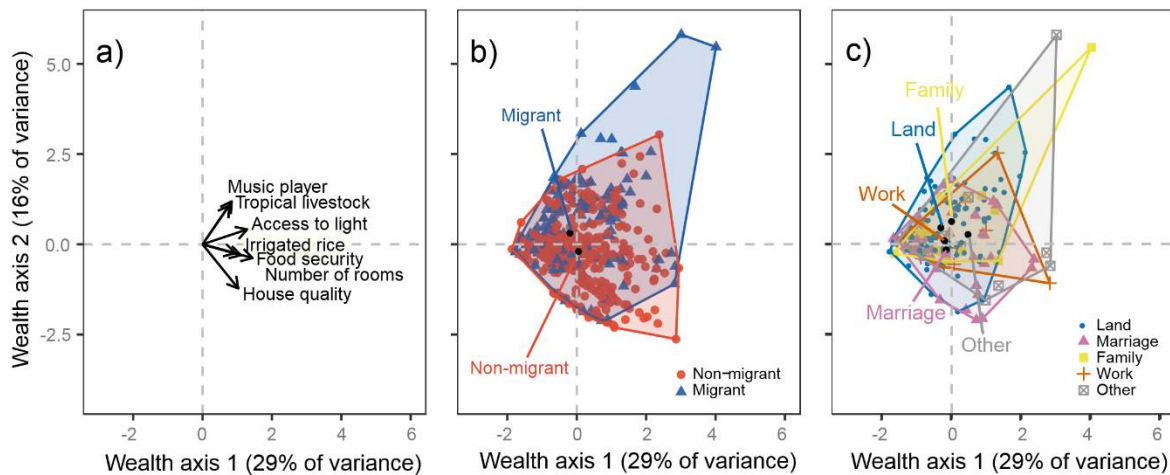 a)
Music player
Tropical livestock
Access to light
Irrigated rice
Food security
Number of rooms
House quality
Wealth axis 2 (16% of variance)
5.0
2.5
0.0
-2.5
-2
0
2
4
6
Wealth axis 1 (29% of variance)
b)
Migrant
Non-migrant
Non-migrant
Migrant
-2
0
2
4
6
Wealth axis 1 (29% of variance)
c)
Family
Land
Work
Marriage
Other
Land
Marriage
Family
Work
Other
-2
0
2
4
6
Wealth axis 1 (29% of variance)